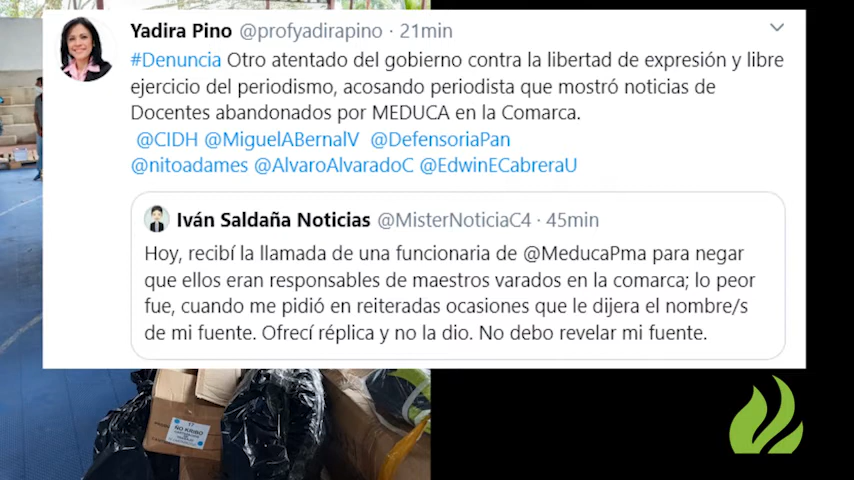 Yadira Pino @profyadirapino · 21min
#Denuncia Otro atentado del gobierno contra la libertad de expresión y libre
ejercicio del periodismo, acosando periodista que mostró noticias de
Docentes abandonados por MEDUCA en la Comarca.
@CIDH @MiguelABernalV @DefensoriaPan
@nitoadames @AlvaroAlvaradoC @EdwinECabreraU
Iván Saldaña Noticias @MisterNoticiaC4 · 45min
Hoy, recibí la llamada de una funcionaria de @MeducaPma para negar
que ellos eran responsables de maestros varados en la comarca; lo peor
fue, cuando me pidió en reiteradas ocasiones que le dijera el nombre/s
de mi fuente. Ofrecí réplica y no la dio. No debo revelar mi fuente.
17
ÑO KRIBO